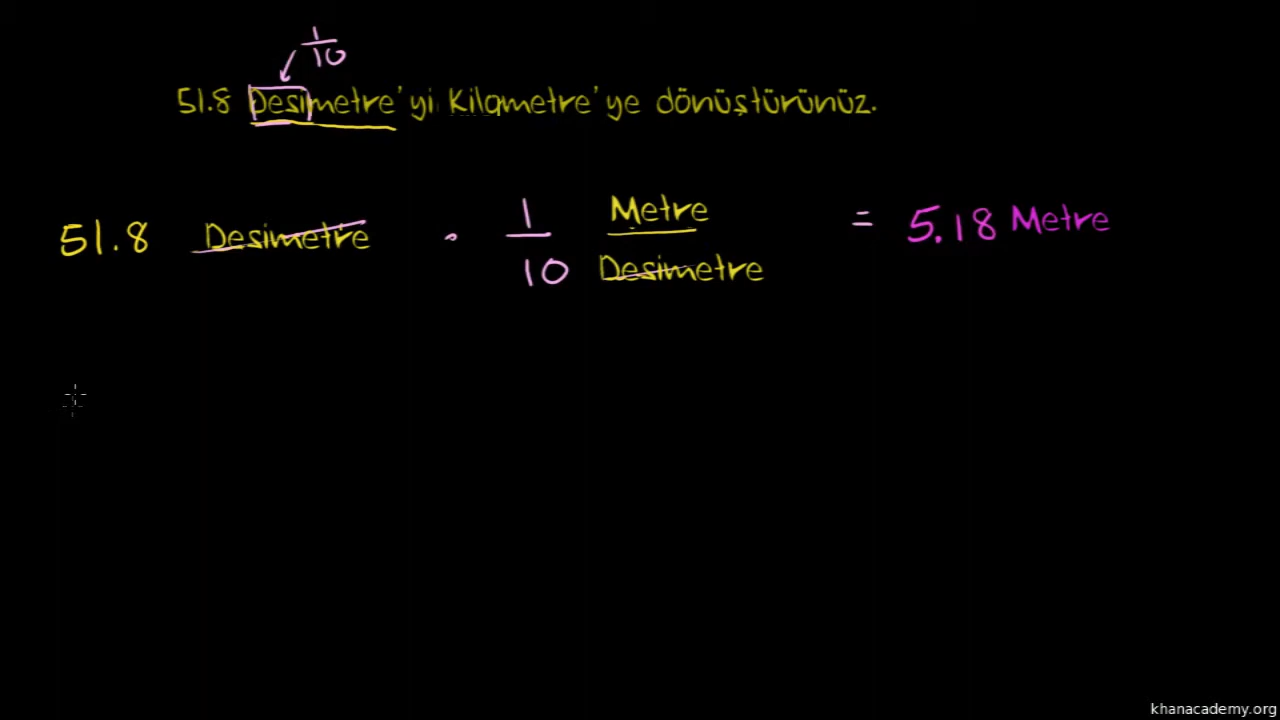 1/10
51.8 Desimetre'yi Kilometre'ye dönüştürünüz.
51.8 Desimetre · 1/10 Metre/Desimetre = 5.18 Metre
khanacademy.org